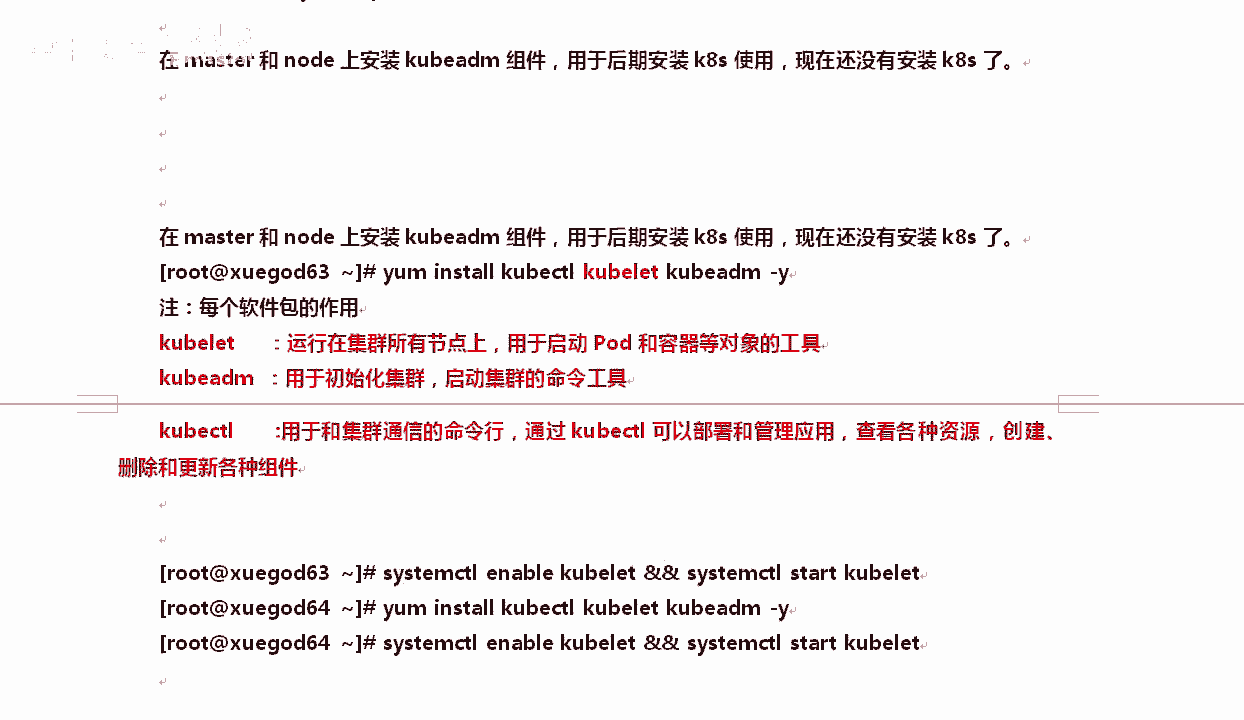 在 master 和 node 上安装 kubeadm 组件，用于后期安装 k8s 使用，现在还没有安装 k8s 了。
在 master 和 node 上安装 kubeadm 组件，用于后期安装 k8s 使用，现在还没有安装 k8s 了。
[root@xuegod63 ~]# yum install kubectl kubelet kubeadm -y
注：每个软件包的作用
kubelet ：运行在集群所有节点上，用于启动 Pod 和容器等对象的工具
kubeadm ：用于初始化集群，启动集群的命令工具
kubectl :用于和集群通信的命令行，通过 kubectl 可以部署和管理应用，查看各种资源，创建、
删除和更新各种组件
[root@xuegod63 ~]# systemctl enable kubelet && systemctl start kubelet
[root@xuegod64 ~]# yum install kubectl kubelet kubeadm -y
[root@xuegod64 ~]# systemctl enable kubelet && systemctl start kubelet